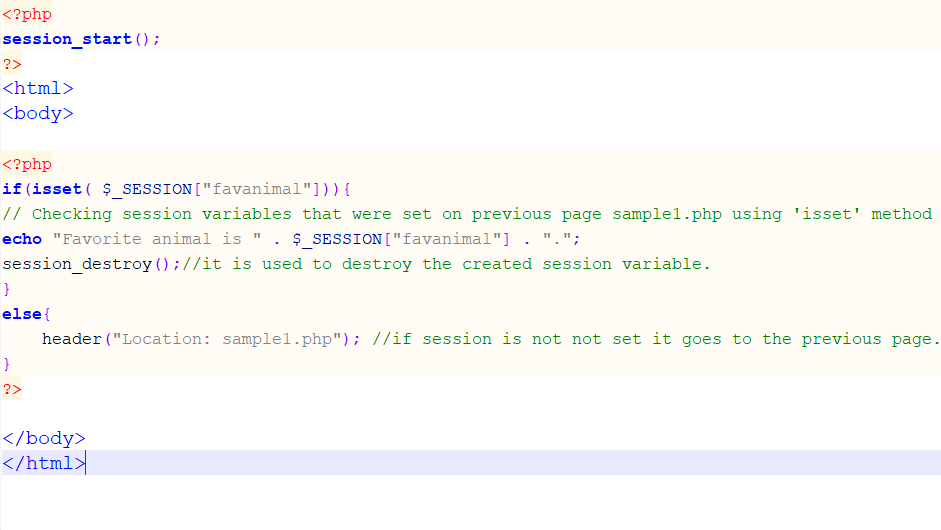 <?php
session_start();
?>
<html>
<body>
<?php
if(isset( $_SESSION["favanimal"])){
// Checking session variables that were set on previous page sample1.php using 'isset' method
echo "Favorite animal is " . $_SESSION["favanimal"] . ".";
session_destroy();//it is used to destroy the created session variable.
}
else{
    header("Location: sample1.php"); //if session is not not set it goes to the previous page.
}
?>
</body>
</html>